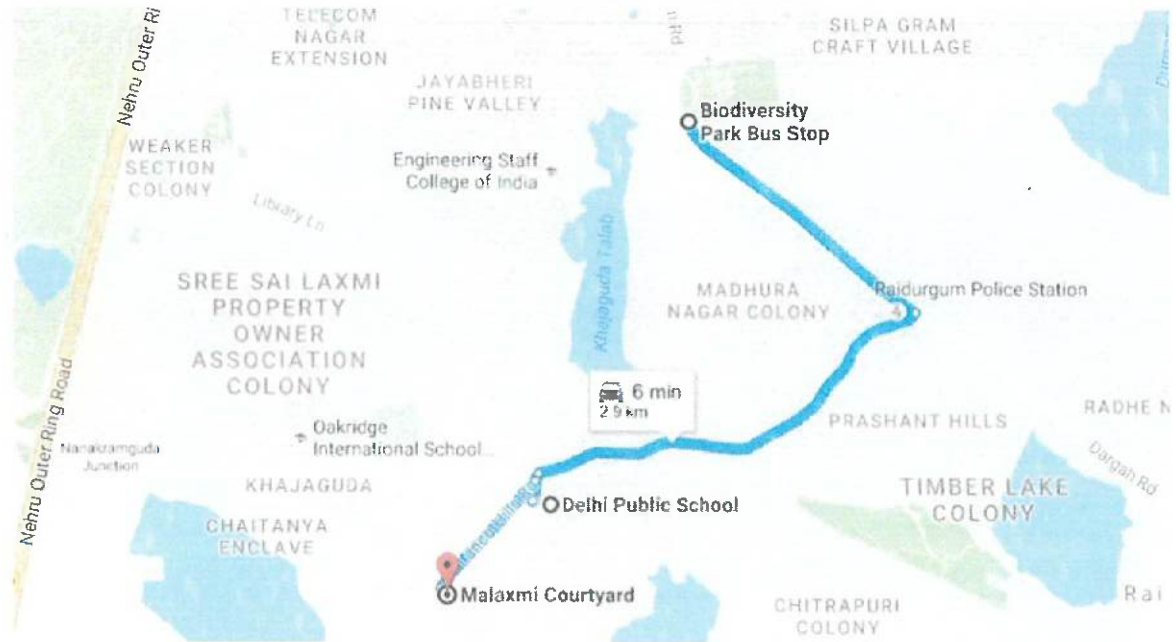 TELECOM
NAGAR
EXTENSION
SILPA GRAM
CRAFT VILLAGE
Nehru Outer Ri
JAYABHERI
PINE VALLEY
Biodiversity
Park Bus Stop
WEAKER
SECTION
COLONY
Engineering Staff
College of India
Library Ln
Khajaguda Talab
SREE SAI LAXMI
PROPERTY
OWNER
ASSOCIATION
COLONY
MADHURA
NAGAR COLONY
Raidurgum Police Station
4
6 min
2.9 km
Nehru Outer Ring Road
PRASHANT HILLS
RADHE N
Oakridge
International School...
Nanakramguda
Junction
Dargah Rd
KHAJAGUDA
Delhi Public School
TIMBER LAKE
COLONY
CHAITANYA
ENCLAVE
Malaxmi Courtyard
Rai
CHITRAPURI
COLONY